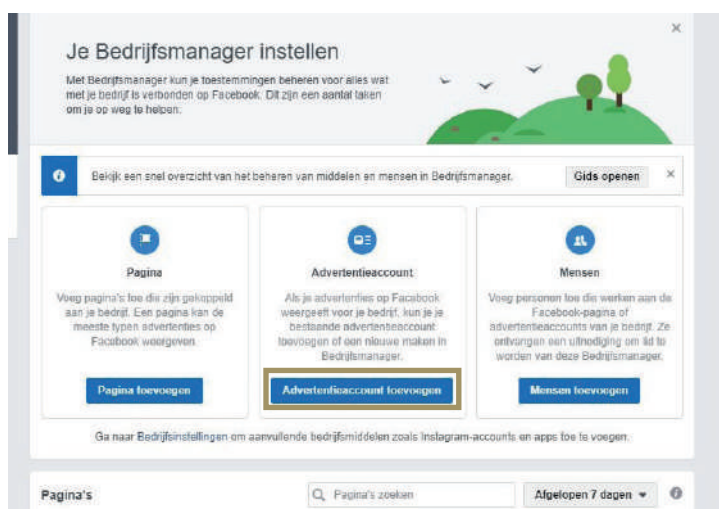 Je Bedrijfsmanager instellen
Met Bedrijfsmanager kun je toestemmingen beheren voor alles wat
met je bedrijf is verbonden op Facebook. Dit zijn een aantal taken
om je op weg te helpen:
Bekijk een snel overzicht van het beheren van middelen en mensen in Bedrijfsmanager.
Gids openen
Pagina
Voeg pagina's toe die zijn gekoppeld
aan je bedrijf. Een pagina kan de
meeste typen advertenties op
Facebook weergeven.
Pagina toevoegen
Advertentieaccount
Als je advertenties op Facebook
weergeeft voor je bedrijf, kun je je
bestaande advertentieaccount
toevoegen of een nieuwe maken in
Bedrijfsmanager.
Advertentieaccount toevoegen
Mensen
Voeg personen toe die werken aan de
Facebook-pagina of
advertentieaccounts van je bedrijf. Ze
ontvangen een uitnodiging om lid te
worden van deze Bedrijfsmanager.
Mensen toevoegen
Ga naar Bedrijfsinstellingen om aanvullende bedrijfsmiddelen zoals Instagram-accounts en apps toe te voegen.
Pagina's
Pagina's zoeken
Afgelopen 7 dagen